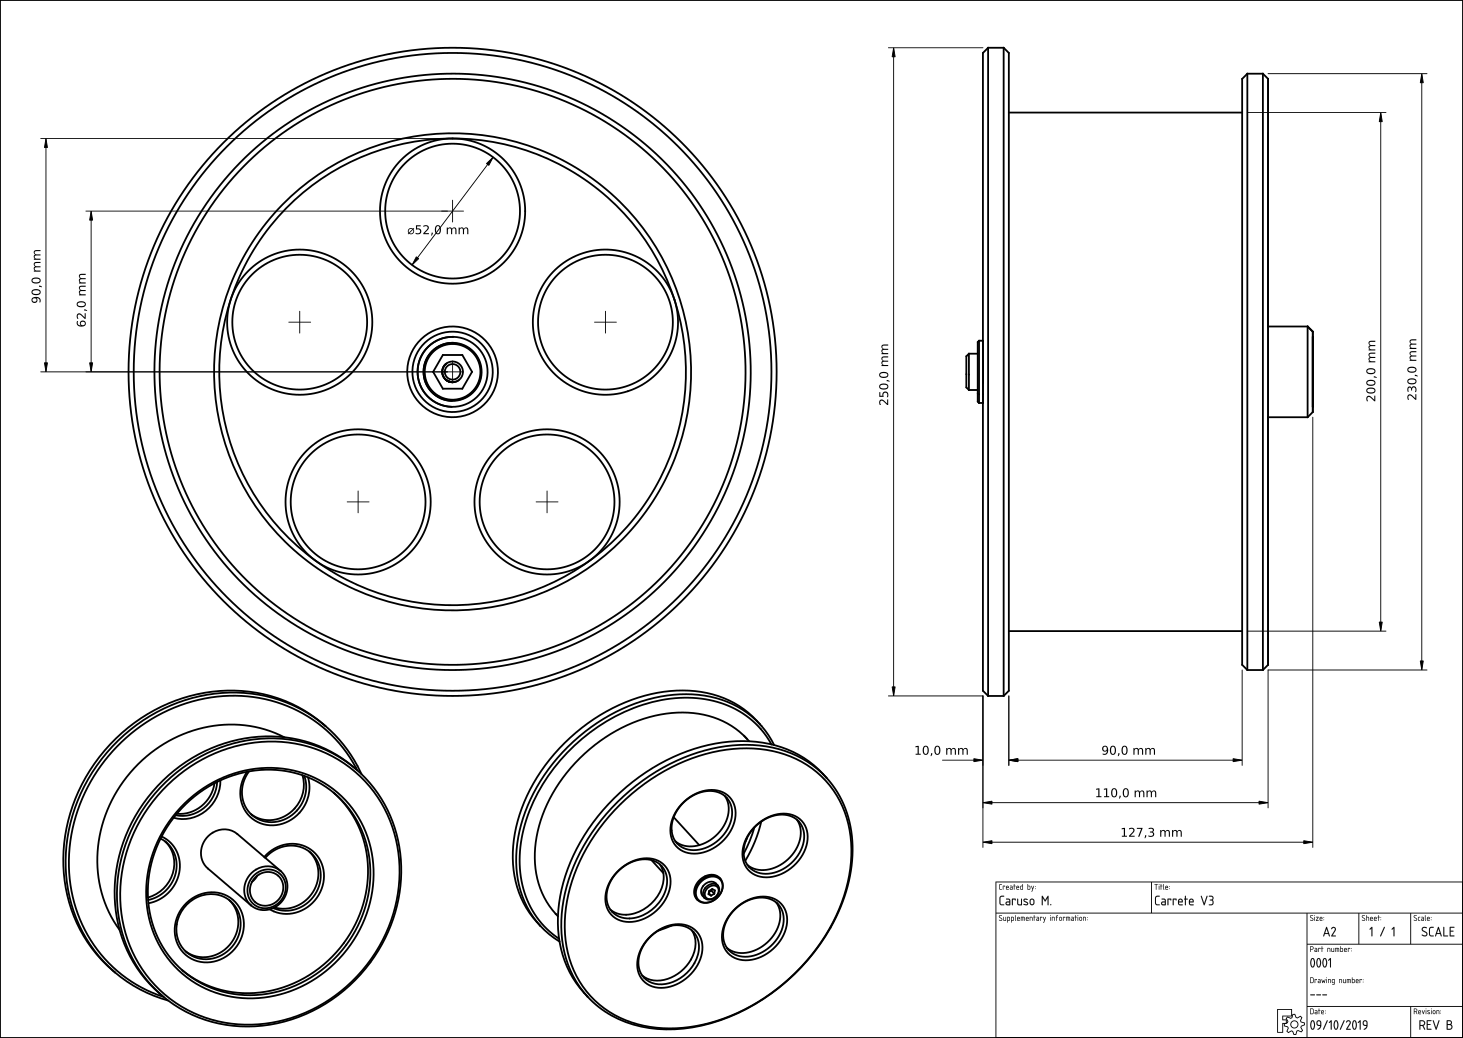 ⌀52,0 mm
90,0 mm
62,0 mm
250,0 mm
200,0 mm
230,0 mm
10,0 mm
90,0 mm
110,0 mm
127,3 mm
Created by:
Caruso M.
Title:
Carrete V3
Supplementary information:
Size:
A2
Sheet:
1 / 1
Scale:
SCALE
Part number:
0001
Drawing number:
---
Date:
09/10/2019
Revision:
REV B